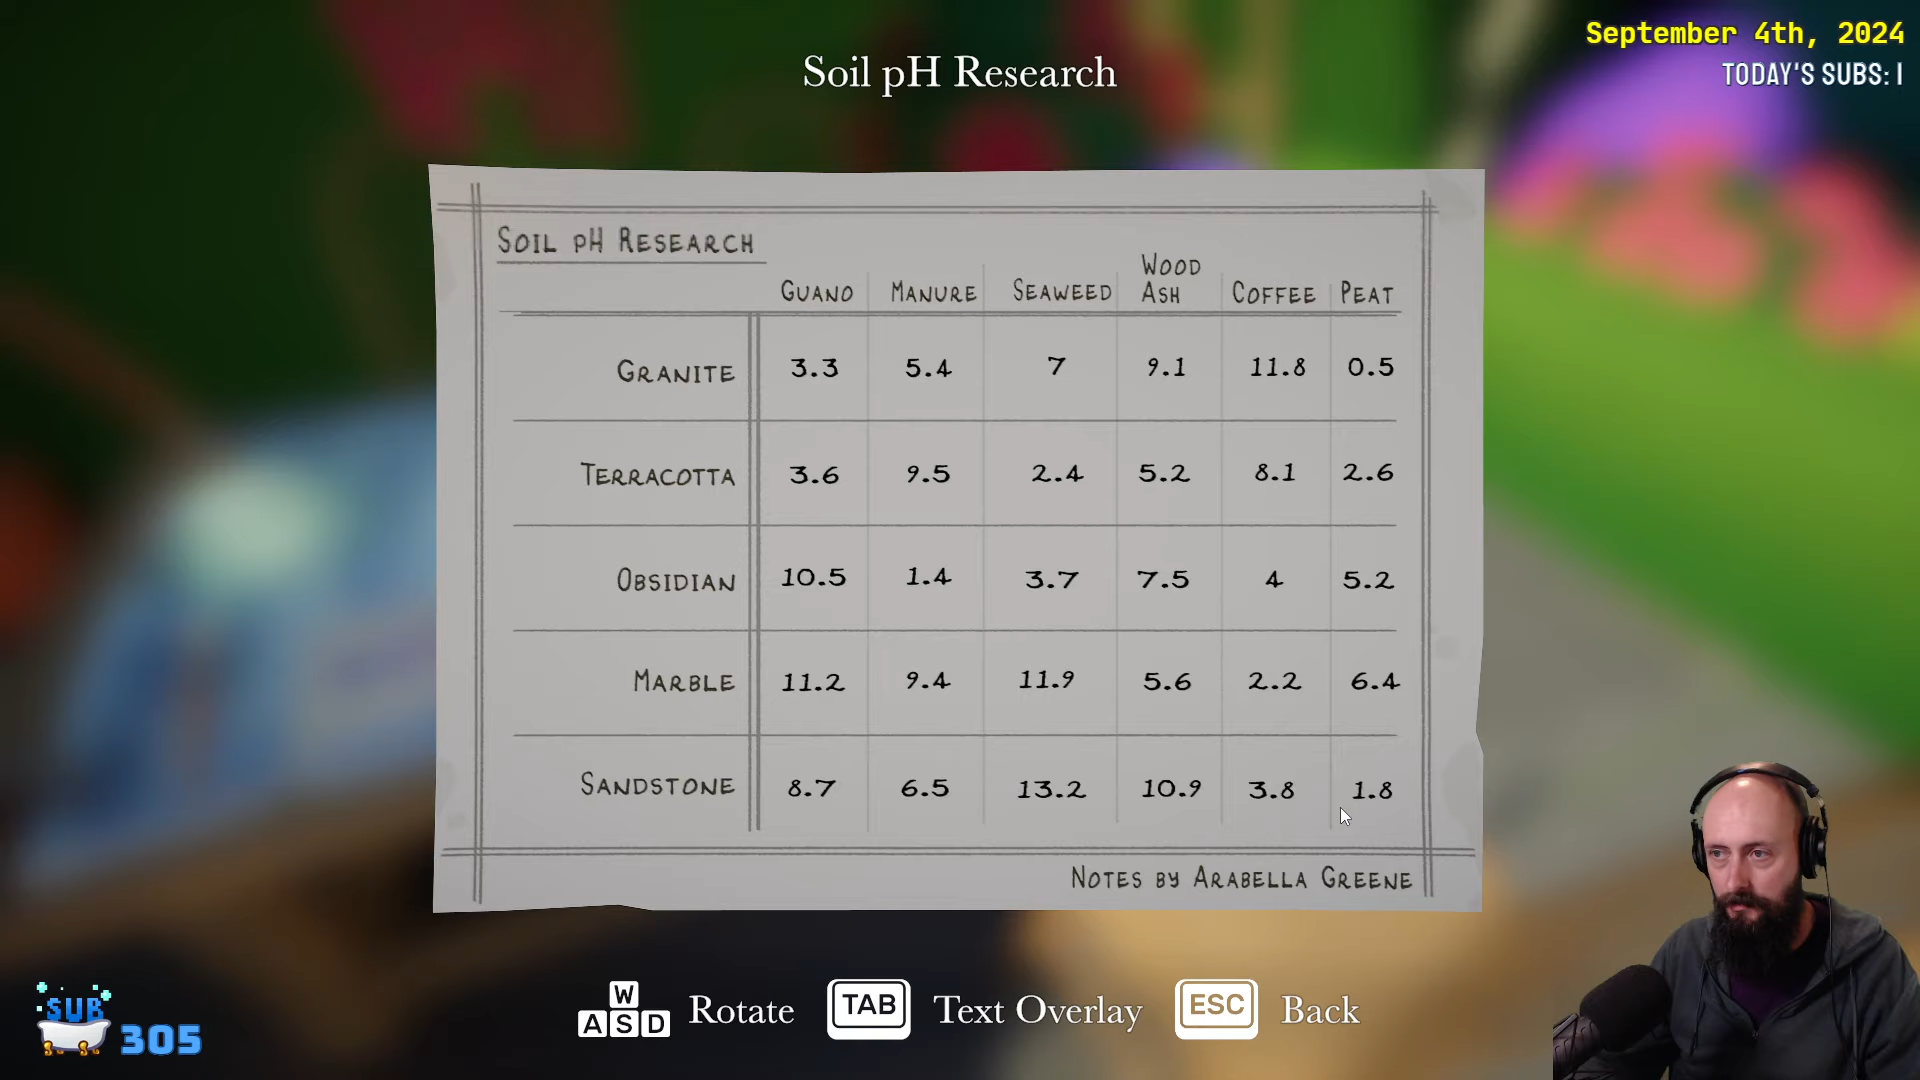 September 4th, 2024
TODAY'S SUBS: 1
Soil pH Research
SOIL PH RESEARCH
GUANO MANURE SEAWEED WOOD ASH COFFEE PEAT
GRANITE 3.3 5.4 7 9.1 11.8 0.5
TERRACOTTA 3.6 9.5 2.4 5.2 8.1 2.6
OBSIDIAN 10.5 1.4 3.7 7.5 4 5.2
MARBLE 11.2 9.4 11.9 5.6 2.2 6.4
SANDSTONE 8.7 6.5 13.2 10.9 3.8 1.8
NOTES BY ARABELLA GREENE
W
A S D Rotate TAB Text Overlay ESC Back
SUB 305